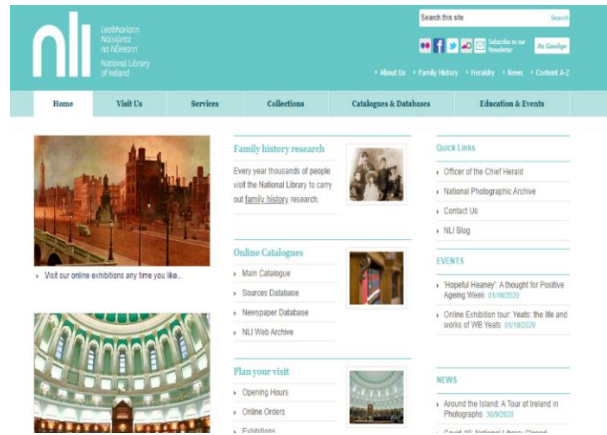 nli
Leabharlann
Náisiúnta
na hÉireann
National Library
of Ireland
Search this site
Search
Subscribe to our
Newsletter
As Gaeilge
About Us
Family History
Heraldry
News
Content A-Z
Home
Visit Us
Services
Collections
Catalogues & Databases
Education & Events
Visit our online exhibitions any time you like...
Family history research
Every year thousands of people
visit the National Library to carry
out family history research.
Online Catalogues
Main Catalogue
Sources Database
Newspaper Database
NLI Web Archive
Plan your visit
Opening Hours
Online Orders
Exhibitions
Quick Links
Officer of the Chief Herald
National Photographic Archive
Contact Us
NLI Blog
EVENTS
'Hopeful Heaney': A thought for Positive
Ageing Week 01/10/2020
Online Exhibition tour: Yeats: the life and
works of WB Yeats 01/10/2020
NEWS
Around the Island: A Tour of Ireland in
Photographs 30/9/2020
Covid-19: National Library Closed